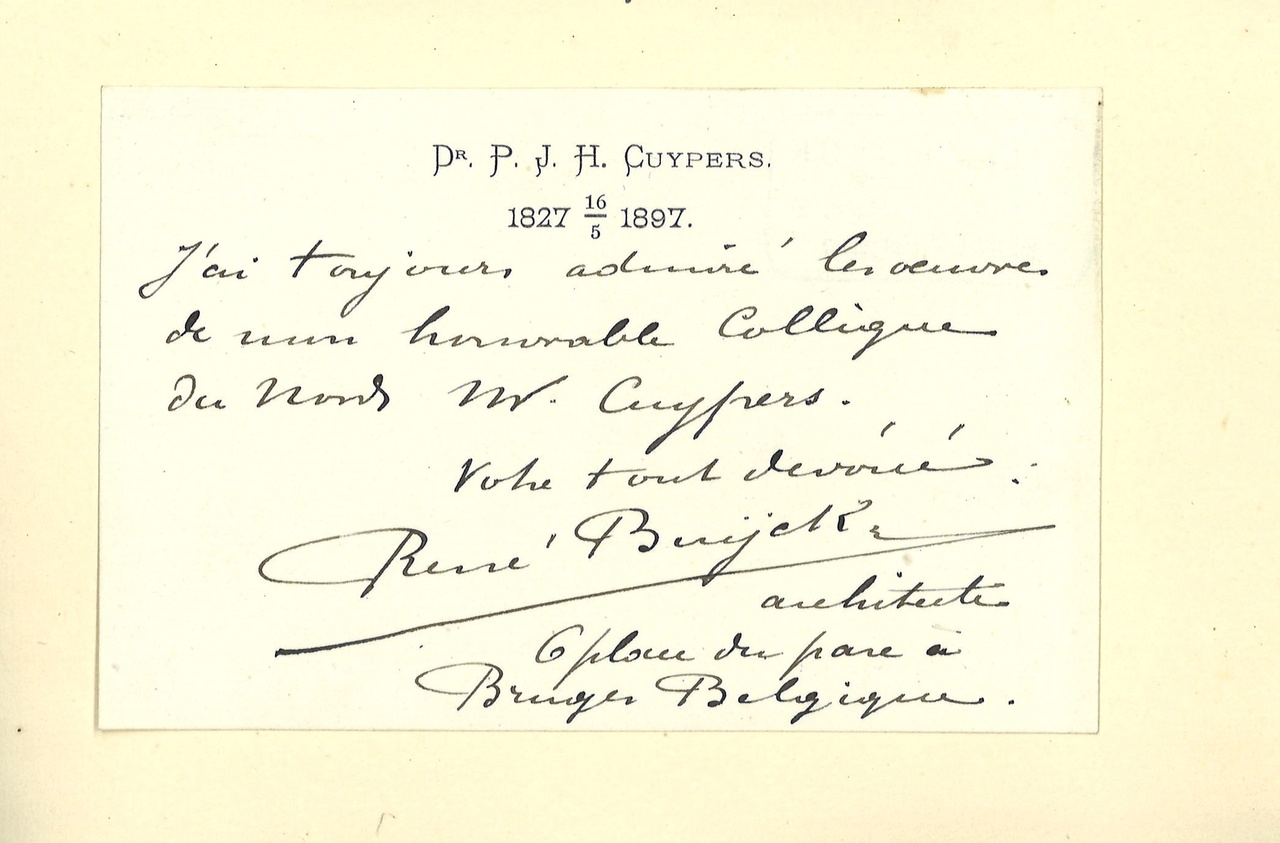 Dr. P. J. H. Cuypers.
1827 16/5 1897.
J'ai toujours admiré les oeuvres
de mon honorable Collègue
du Nord Mr. Cuypers.
Votre tout dévoué.
René Buyck
architecte
6 place du parc à
Bruges Belgique.